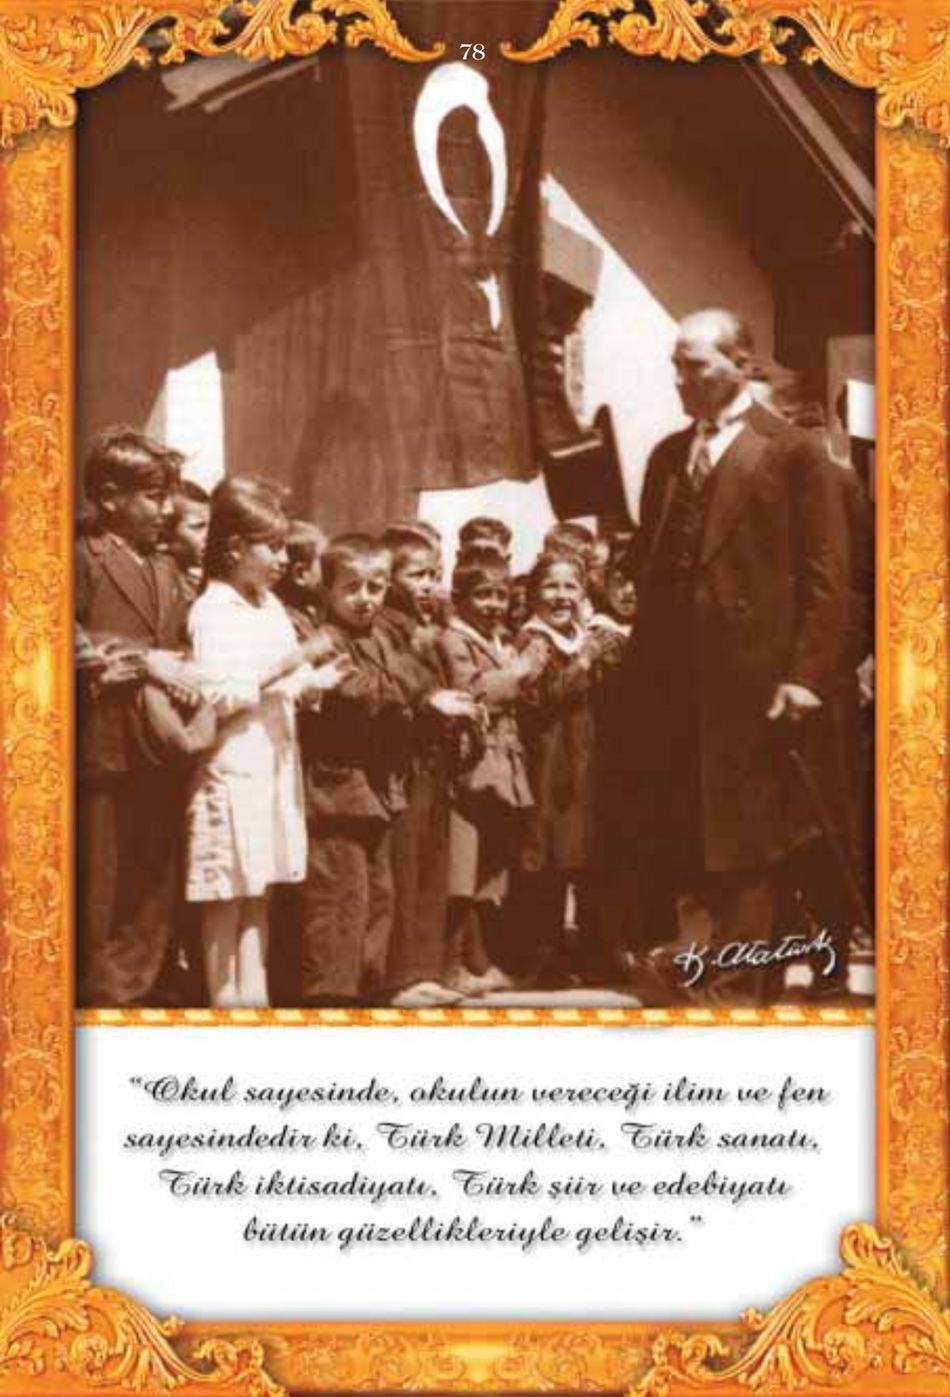 78
K. Atatürk
“Okul sayesinde, okulun vereceği ilim ve fen
sayesindedir ki, Türk Milleti, Türk sanatı,
Türk iktisadiyatı, Türk şiir ve edebiyatı
bütün güzellikleriyle gelişir.”